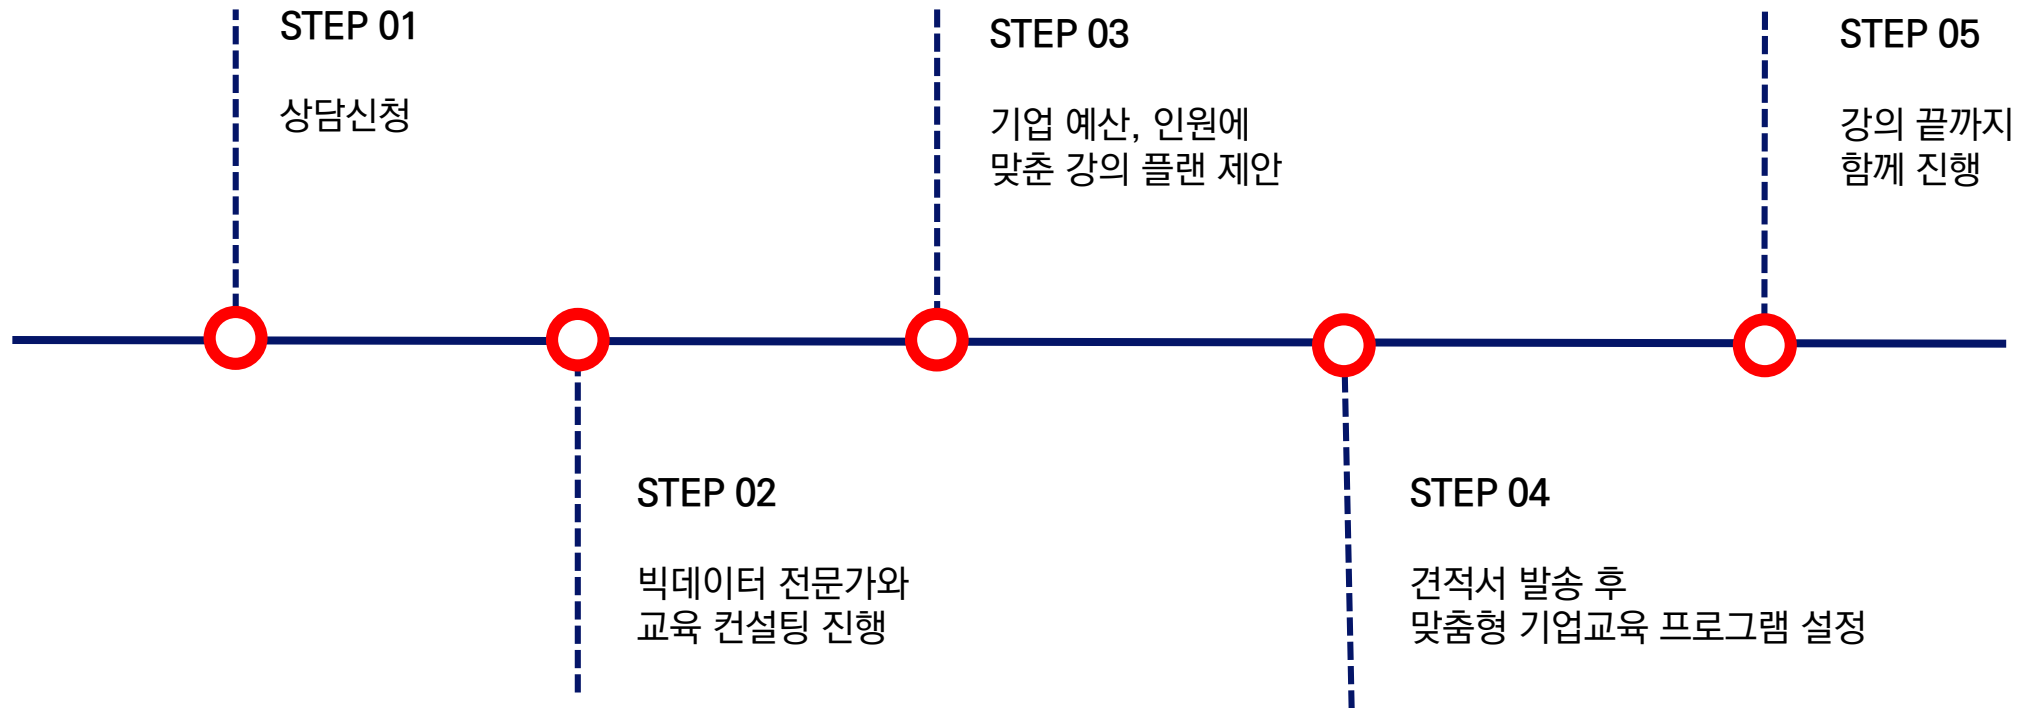 STEP 01
상담신청
STEP 02
빅데이터 전문가와
교육 컨설팅 진행
STEP 03
기업 예산, 인원에
맞춘 강의 플랜 제안
STEP 04
견적서 발송 후
맞춤형 기업교육 프로그램 설정
STEP 05
강의 끝까지
함께 진행